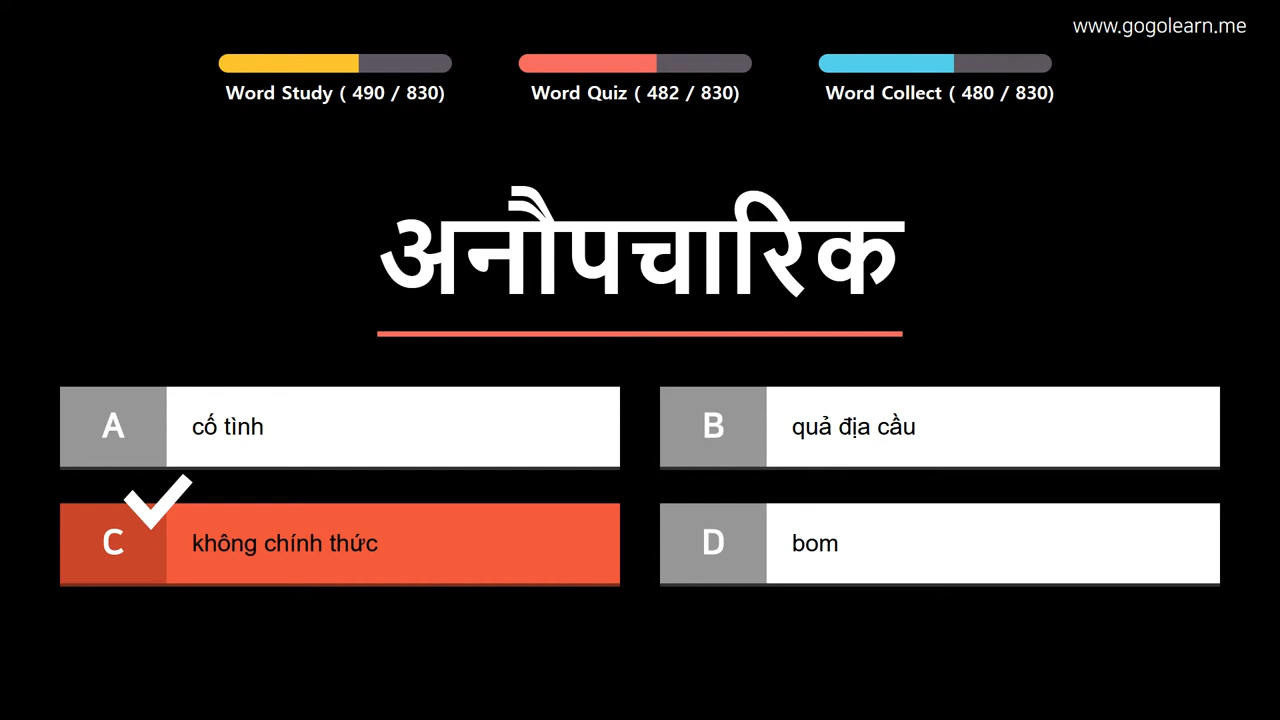 www.gogolearn.me
Word Study ( 490 / 830)
Word Quiz ( 482 / 830)
Word Collect ( 480 / 830)
अनौपचारिक
A
cố tình
B
quả địa cầu
C
không chính thức
D
bom